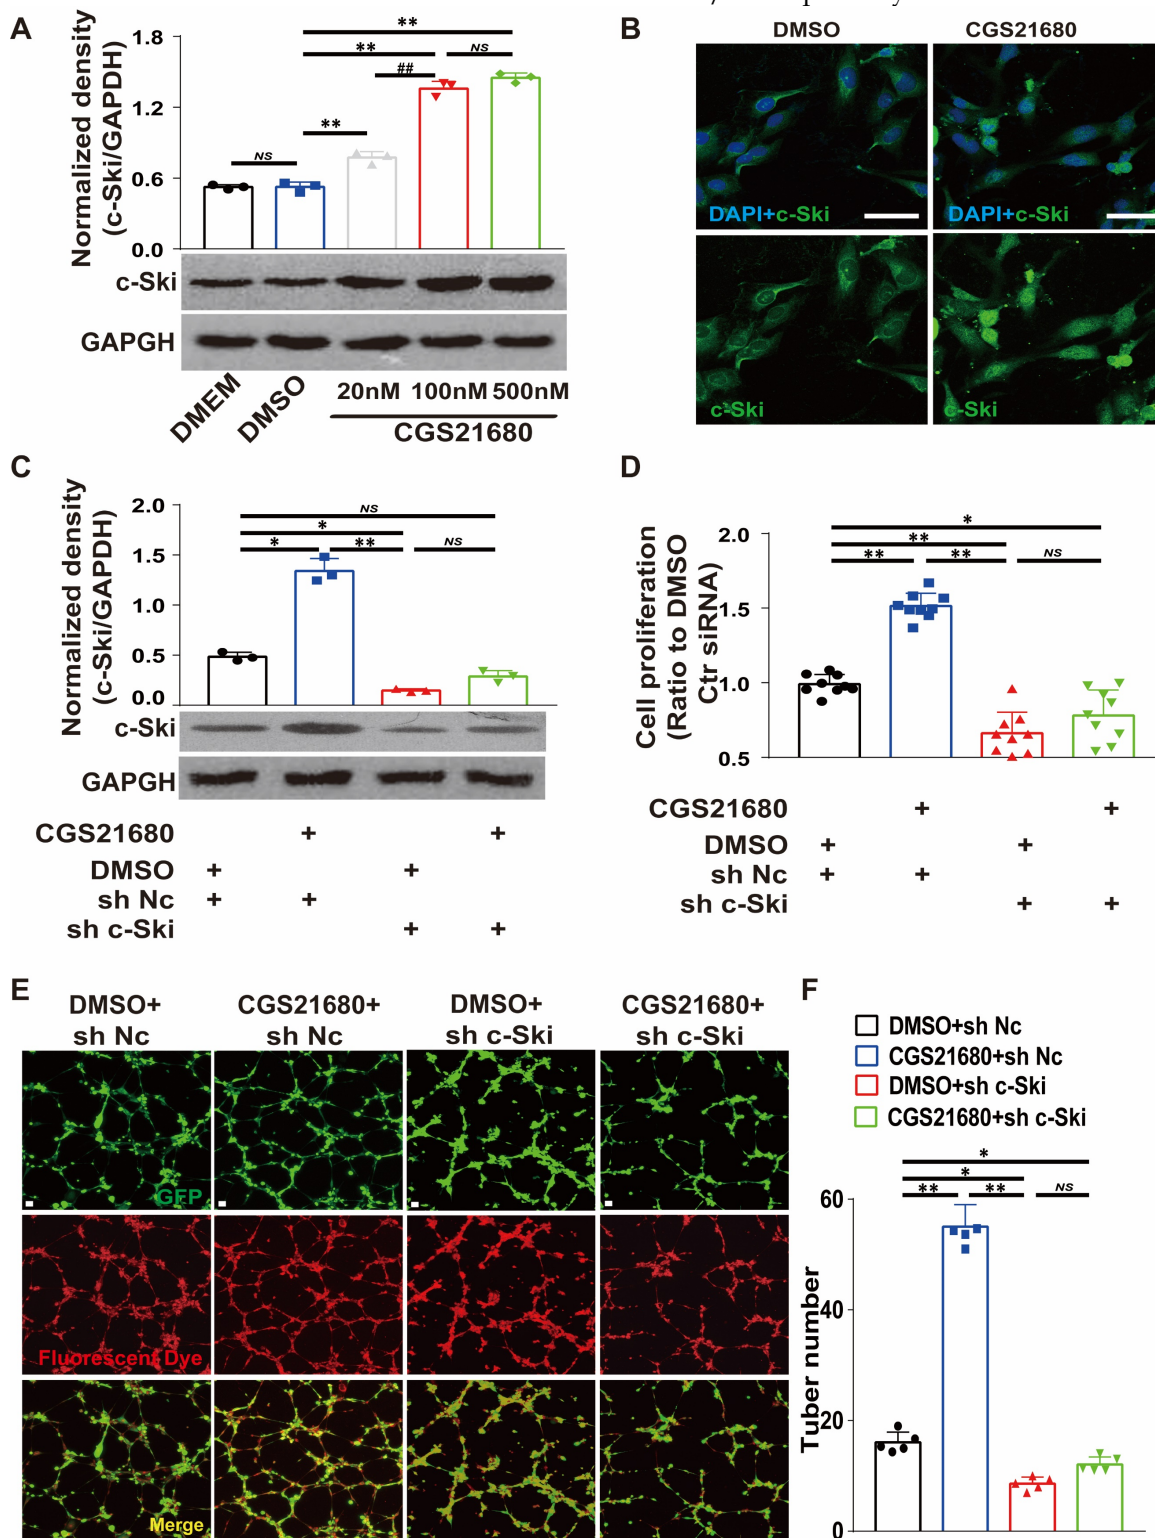 A
Normalized density
(c-Ski/GAPDH)
1.8
1.2
0.6
0.0
**
**
NS
##
**
NS
c-Ski
GAPGH
DMEM
DMSO
20nM 100nM 500nM
CGS21680
B
DMSO
CGS21680
DAPI+c-Ski
DAPI+c-Ski
c-Ski
c-Ski
C
Normalized density
(c-Ski/GAPDH)
2.0
1.5
1.0
0.5
0.0
NS
*
* ** NS
c-Ski
GAPGH
CGS21680 + +
DMSO + +
sh Nc + +
sh c-Ski + +
D
Cell proliferation
(Ratio to DMSO
Ctr siRNA)
2.0
1.5
1.0
0.5
*
**
** ** NS
CGS21680 + +
DMSO + +
sh Nc + +
sh c-Ski + +
E
DMSO+
sh Nc
CGS21680+
sh Nc
DMSO+
sh c-Ski
CGS21680+
sh c-Ski
GFP
Fluorescent Dye
Merge
F
DMSO+sh Nc
CGS21680+sh Nc
DMSO+sh c-Ski
CGS21680+sh c-Ski
Tuber number
60
40
20
0
*
*
** ** NS